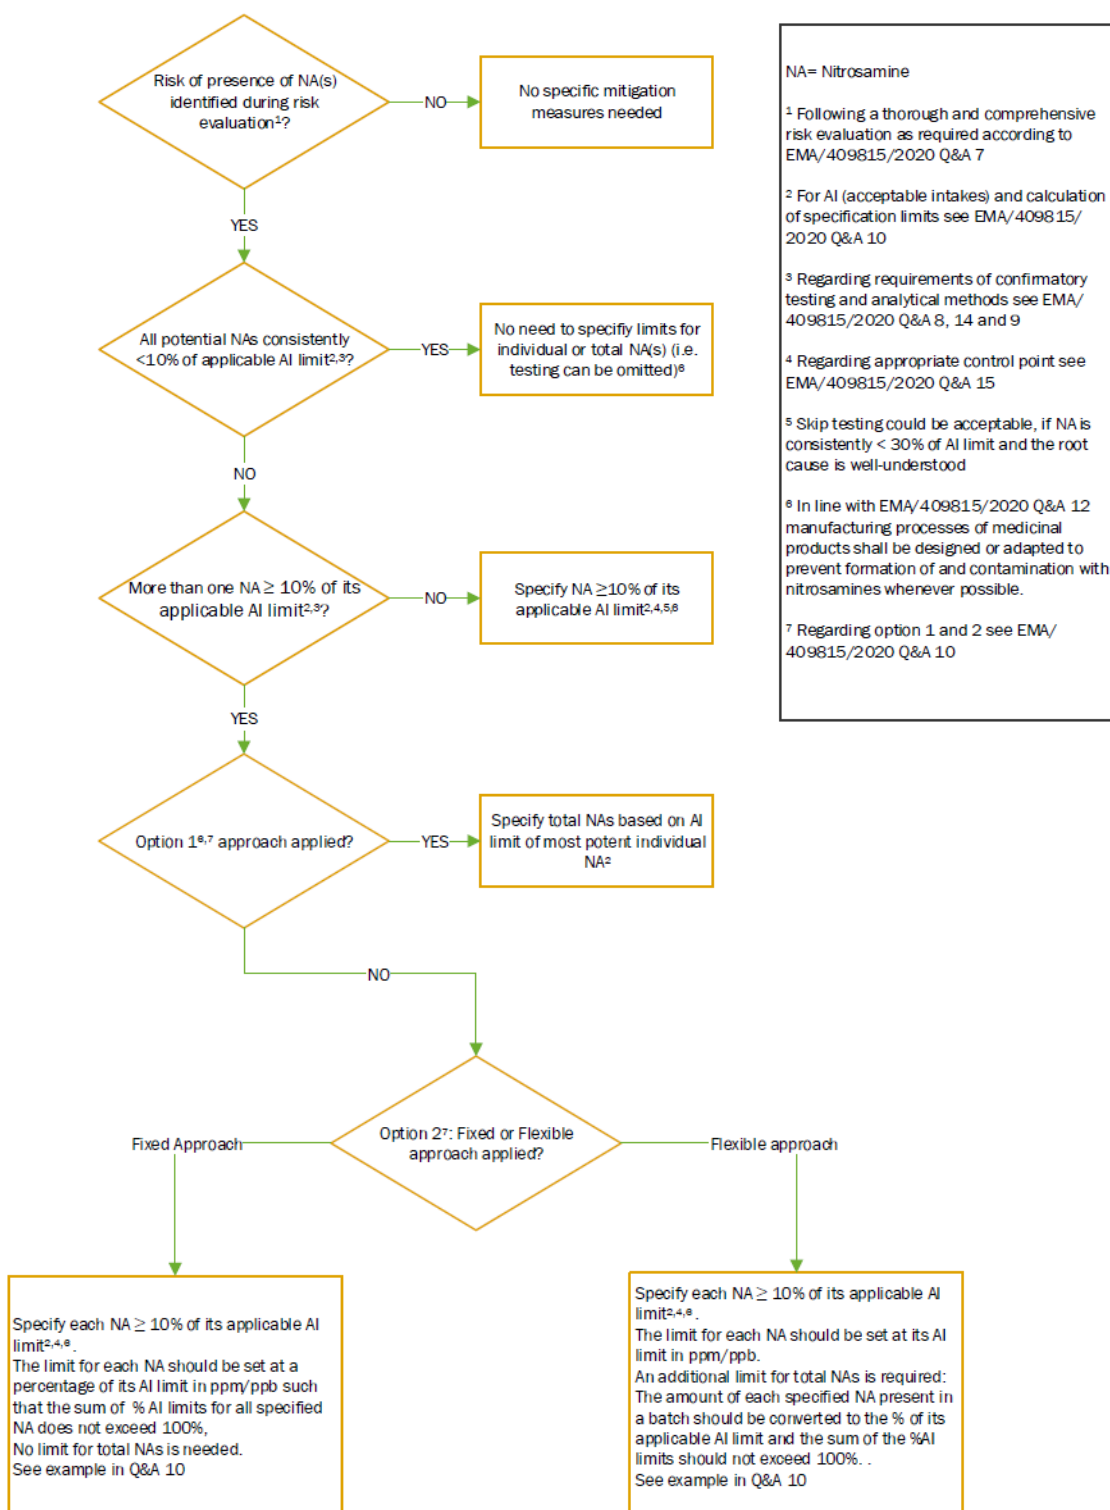 Risk of presence of NA(s)
identified during risk
evaluation¹?
NO
No specific mitigation
measures needed
YES
All potential NAs consistently
<10% of applicable AI limit²,³?
YES
No need to specifiy limits for
individual or total NA(s) (i.e.
testing can be omitted)⁶
NO
More than one NA ≥ 10% of its
applicable AI limit²,³?
NO
Specify NA ≥10% of its
applicable AI limit²,⁴,⁵,⁶
YES
Option 1⁶,⁷ approach applied?
YES
Specify total NAs based on AI
limit of most potent individual
NA²
NO
Option 2⁷: Fixed or Flexible
approach applied?
Fixed Approach
Flexible approach
Specify each NA ≥ 10% of its applicable AI
limit²,⁴,⁶.
The limit for each NA should be set at a
percentage of its AI limit in ppm/ppb such
that the sum of % AI limits for all specified
NA does not exceed 100%,
No limit for total NAs is needed.
See example in Q&A 10
Specify each NA ≥ 10% of its applicable AI
limit²,⁴,⁶.
The limit for each NA should be set at its AI
limit in ppm/ppb.
An additional limit for total NAs is required:
The amount of each specified NA present in
a batch should be converted to the % of its
applicable AI limit and the sum of the %AI
limits should not exceed 100%. .
See example in Q&A 10
NA= Nitrosamine
¹ Following a thorough and comprehensive
risk evaluation as required according to
EMA/409815/2020 Q&A 7
² For AI (acceptable intakes) and calculation
of specification limits see EMA/409815/
2020 Q&A 10
³ Regarding requirements of confirmatory
testing and analytical methods see EMA/
409815/2020 Q&A 8, 14 and 9
⁴ Regarding appropriate control point see
EMA/409815/2020 Q&A 15
⁵ Skip testing could be acceptable, if NA is
consistently < 30% of AI limit and the root
cause is well-understood
⁶ In line with EMA/409815/2020 Q&A 12
manufacturing processes of medicinal
products shall be designed or adapted to
prevent formation of and contamination with
nitrosamines whenever possible.
⁷ Regarding option 1 and 2 see EMA/
409815/2020 Q&A 10